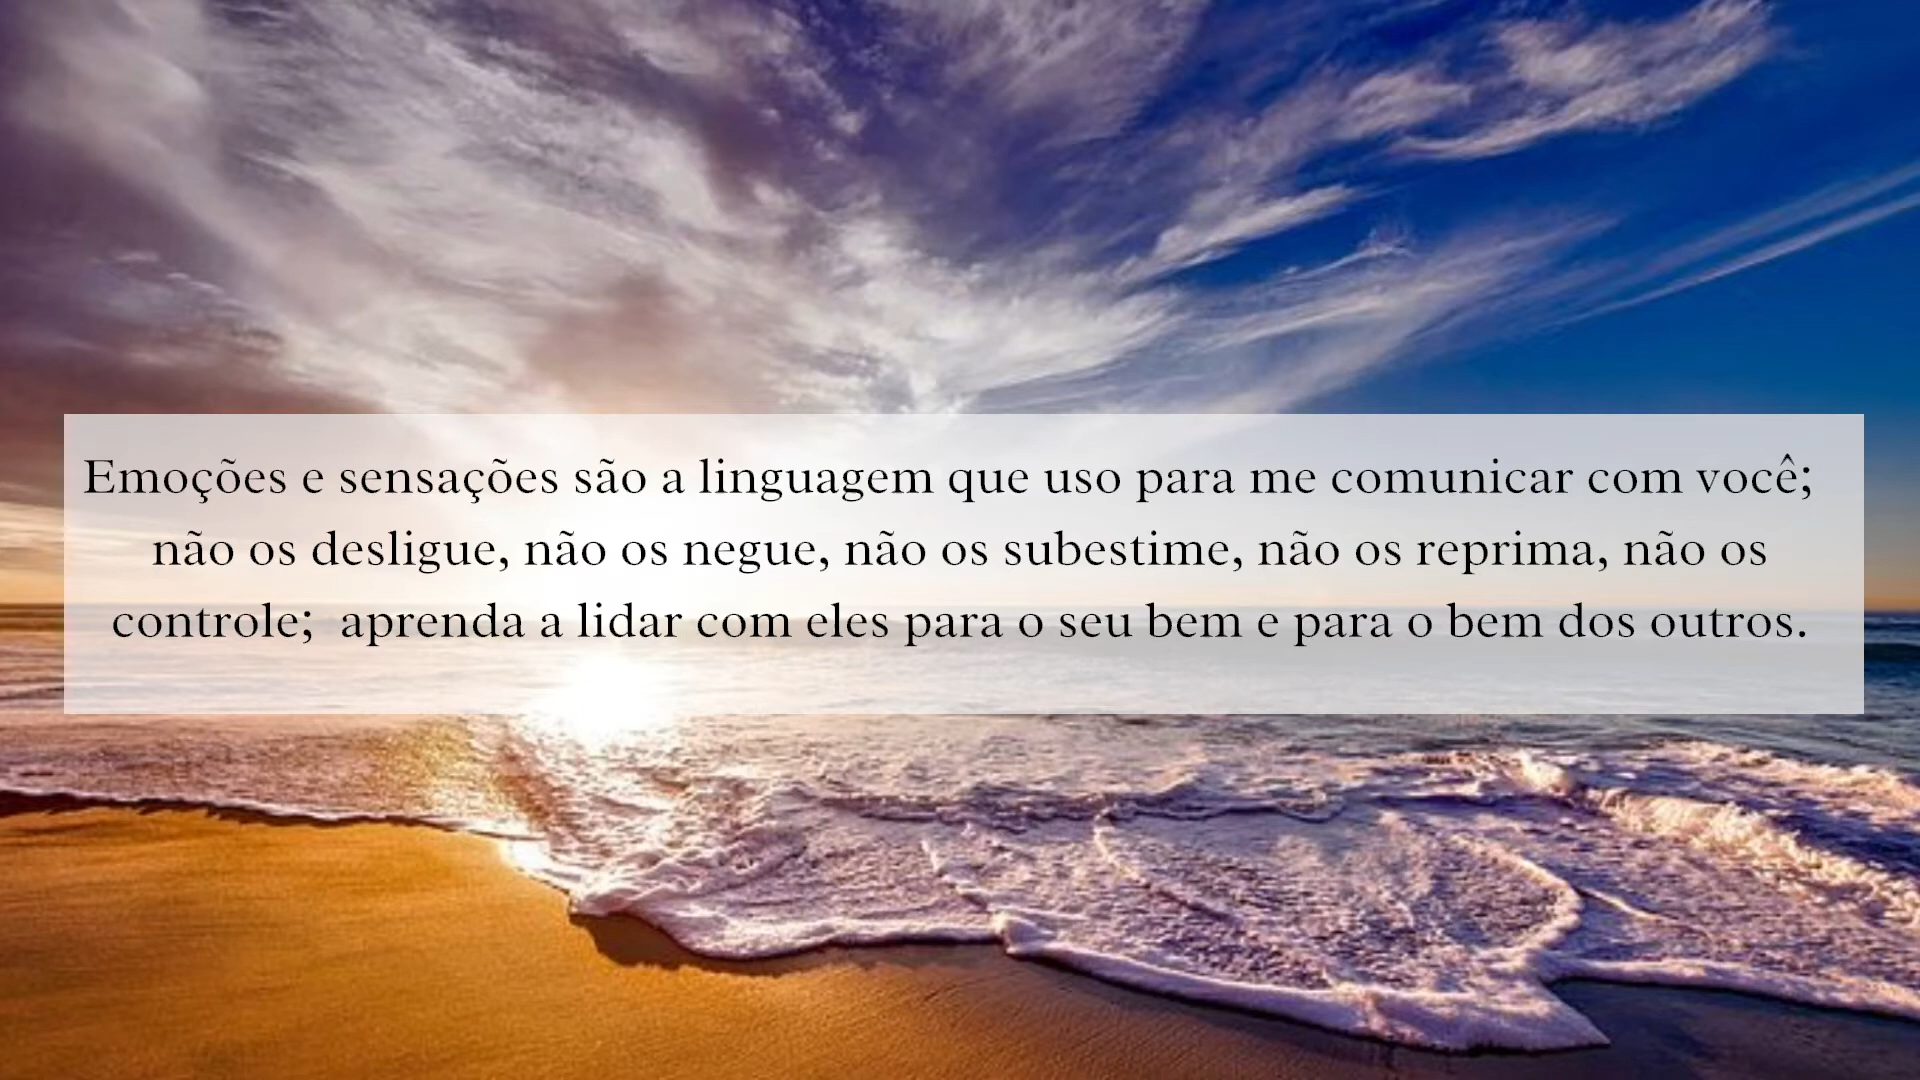 Emoções e sensações são a linguagem que uso para me comunicar com você;
não os desligue, não os negue, não os subestime, não os reprima, não os
controle;  aprenda a lidar com eles para o seu bem e para o bem dos outros.